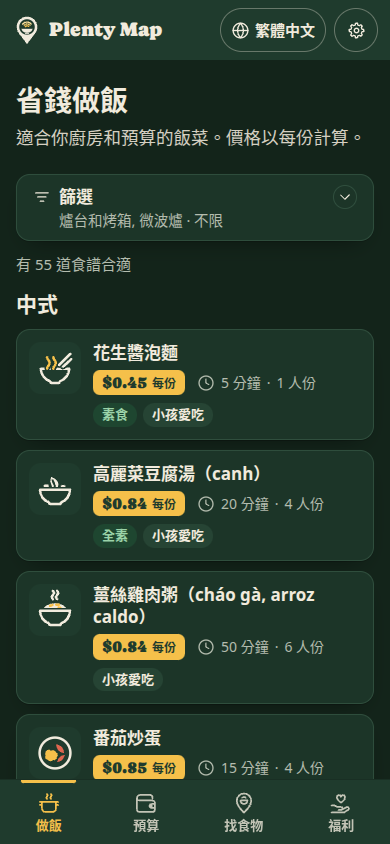 Plenty Map
繁體中文
省錢做飯
適合你廚房和預算的飯菜。價格以每份計算。
篩選
爐台和烤箱, 微波爐 · 不限
有 55 道食譜合適
中式
花生醬泡麵
$0.45 每份 5 分鐘 · 1 人份
素食 小孩愛吃
高麗菜豆腐湯（canh）
$0.84 每份 20 分鐘 · 4 人份
全素 小孩愛吃
薑絲雞肉粥（cháo gà, arroz
caldo）
$0.84 每份 50 分鐘 · 6 人份
小孩愛吃
番茄炒蛋
$0.85 每份 15 分鐘 · 4 人份
做飯 預算 找食物 福利